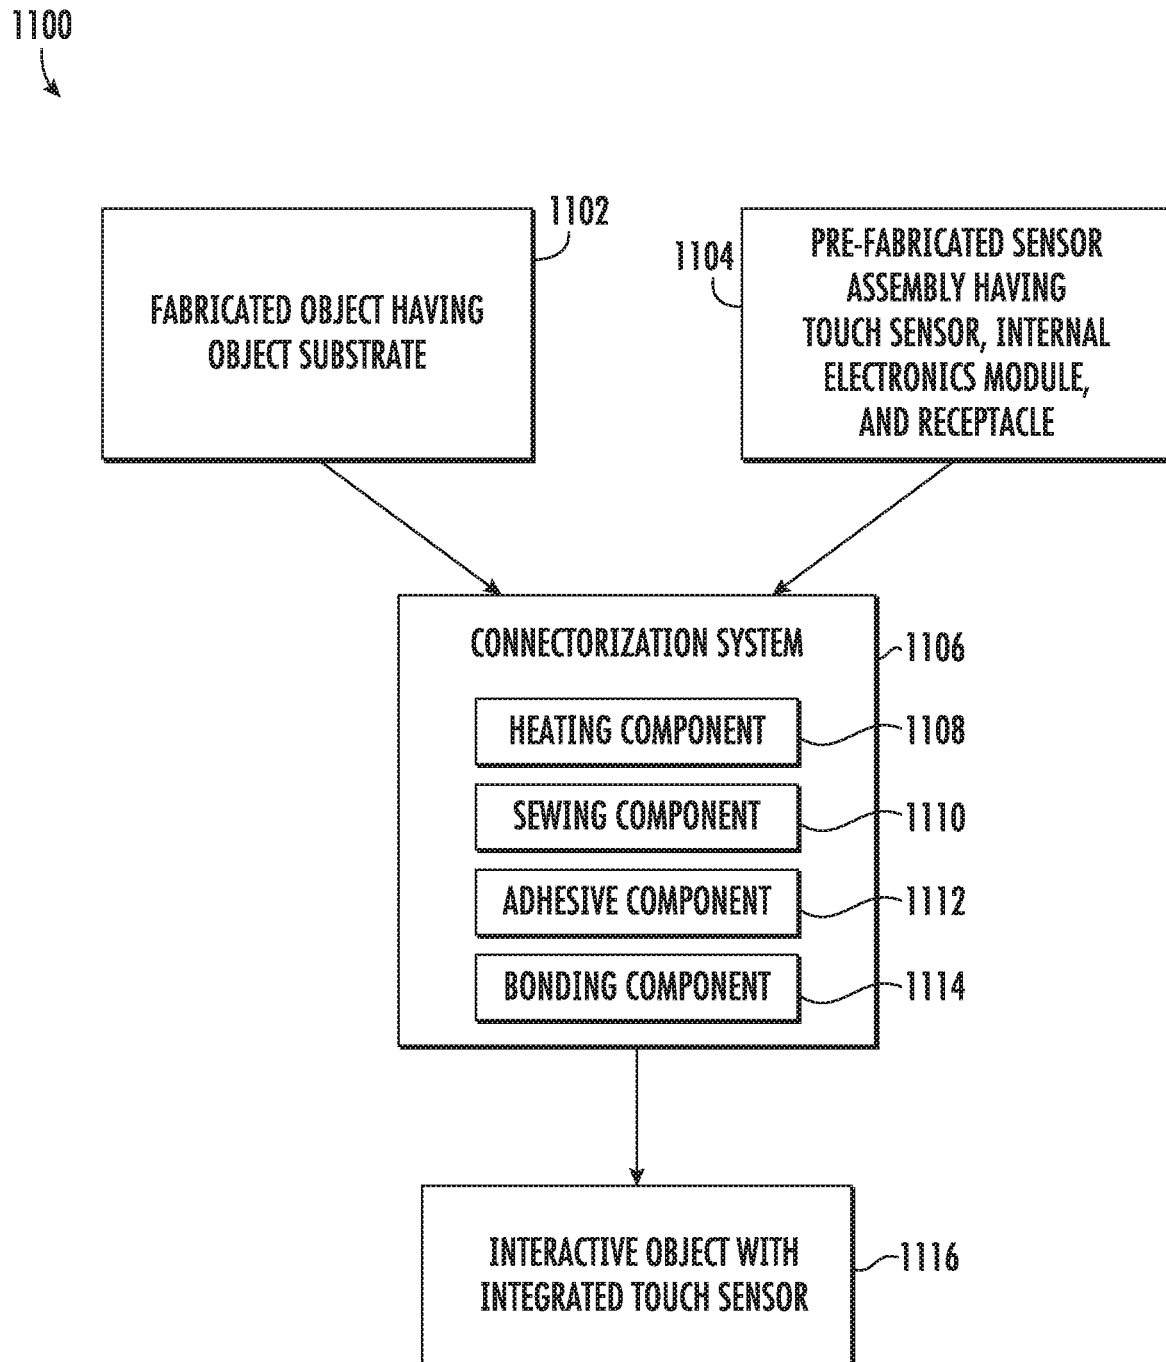 1100
1102
FABRICATED OBJECT HAVING
OBJECT SUBSTRATE
1104
PRE-FABRICATED SENSOR
ASSEMBLY HAVING
TOUCH SENSOR, INTERNAL
ELECTRONICS MODULE,
AND RECEPTACLE
CONNECTORIZATION SYSTEM
1106
HEATING COMPONENT
1108
SEWING COMPONENT
1110
ADHESIVE COMPONENT
1112
BONDING COMPONENT
1114
INTERACTIVE OBJECT WITH
INTEGRATED TOUCH SENSOR
1116